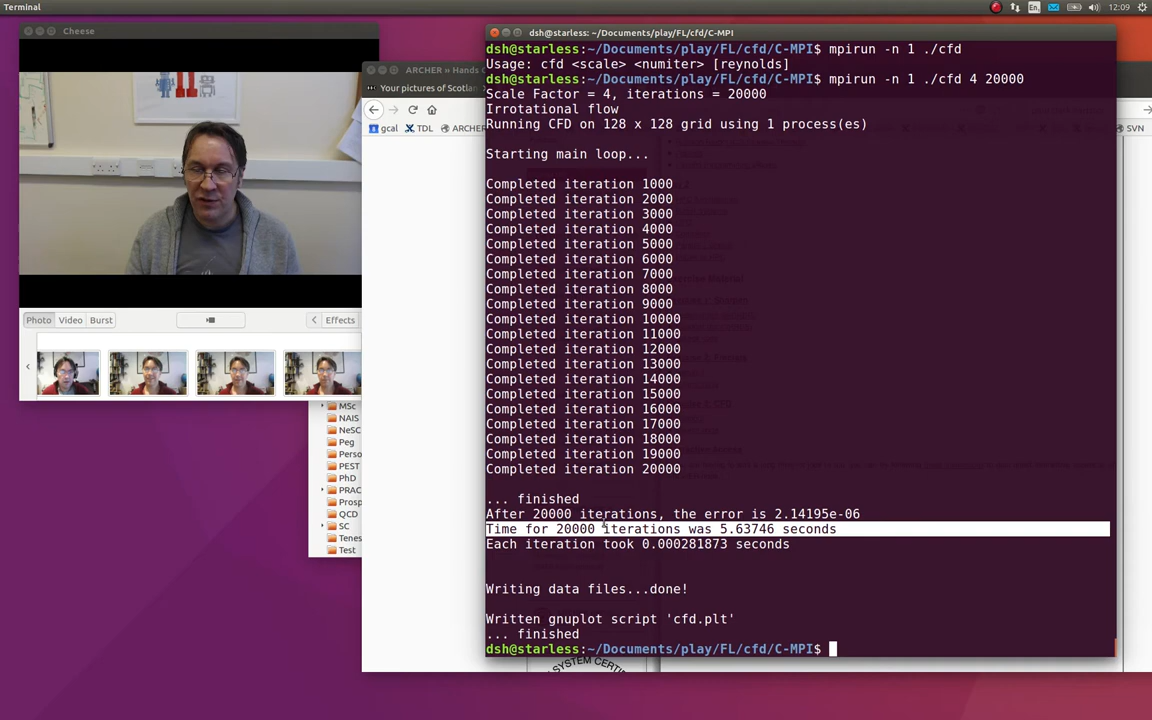 Terminal
En
12:09
Cheese
Photo
Video
Burst
Effects
MSc
NAIS
NeSC
Peg
Perso
PEST
PhD
PRAC
Prosp
QCD
SC
Tenes
Test
ARCHER » Hands
Your pictures of Scotlan
gcal
TDL
ARCHER
SVN
SYSTEM CERTI
dsh@starless:~/Documents/play/FL/cfd/C-MPI
dsh@starless:~/Documents/play/FL/cfd/C-MPI$ mpirun -n 1 ./cfd
Usage: cfd <scale> <numiter> [reynolds]
dsh@starless:~/Documents/play/FL/cfd/C-MPI$ mpirun -n 1 ./cfd 4 20000
Scale Factor = 4, iterations = 20000
Irrotational flow
Running CFD on 128 x 128 grid using 1 process(es)
Starting main loop...
Completed iteration 1000
Completed iteration 2000
Completed iteration 3000
Completed iteration 4000
Completed iteration 5000
Completed iteration 6000
Completed iteration 7000
Completed iteration 8000
Completed iteration 9000
Completed iteration 10000
Completed iteration 11000
Completed iteration 12000
Completed iteration 13000
Completed iteration 14000
Completed iteration 15000
Completed iteration 16000
Completed iteration 17000
Completed iteration 18000
Completed iteration 19000
Completed iteration 20000
... finished
After 20000 iterations, the error is 2.14195e-06
Time for 20000 iterations was 5.63746 seconds
Each iteration took 0.000281873 seconds
Writing data files...done!
Written gnuplot script 'cfd.plt'
... finished
dsh@starless:~/Documents/play/FL/cfd/C-MPI$